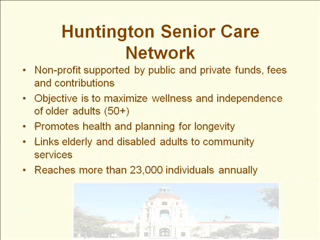 Huntington Senior Care
Network
• Non-profit supported by public and private funds, fees
and contributions
• Objective is to maximize wellness and independence
of older adults (50+)
• Promotes health and planning for longevity
• Links elderly and disabled adults to community
services
• Reaches more than 23,000 individuals annually